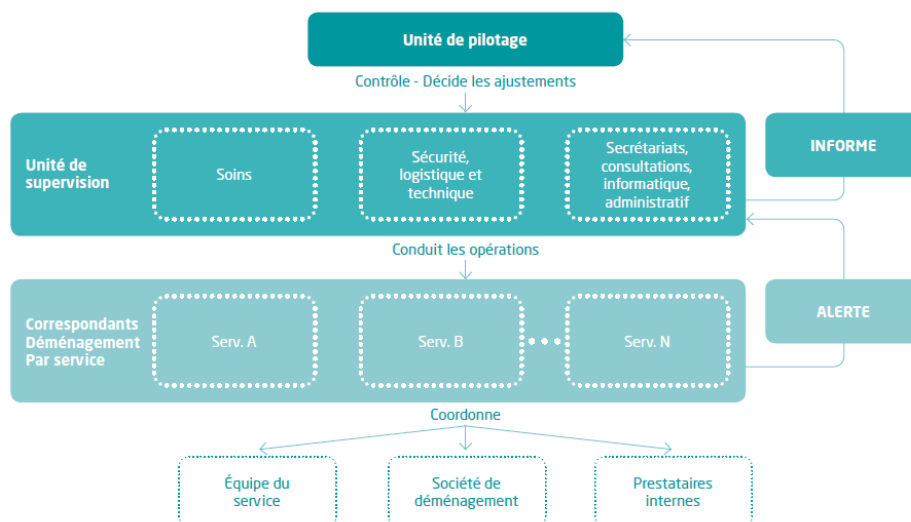 Unité de pilotage
Contrôle - Décide les ajustements
Unité de
supervision
Soins
Sécurité,
logistique et
technique
Secrétariats,
consultations,
informatique,
administratif
INFORME
Conduit les opérations
Correspondants
Déménagement
Par service
Serv. A
Serv. B
Serv. N
ALERTE
Coordonne
Équipe du
service
Société de
déménagement
Prestataires
internes